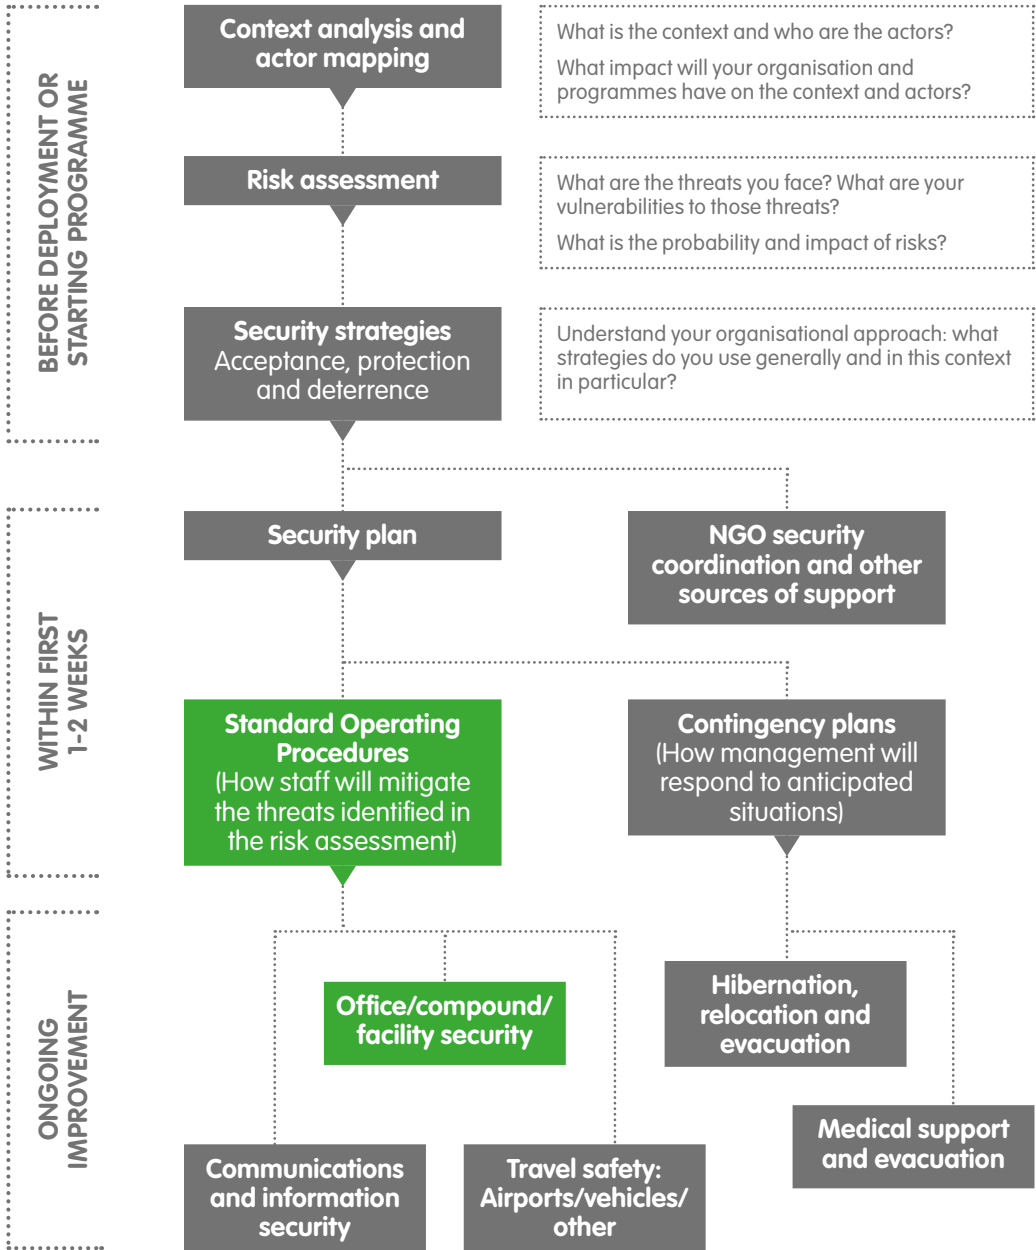 BEFORE DEPLOYMENT OR
STARTING PROGRAMME
Context analysis and
actor mapping
What is the context and who are the actors?
What impact will your organisation and
programmes have on the context and actors?
Risk assessment
What are the threats you face? What are your
vulnerabilities to those threats?
What is the probability and impact of risks?
Security strategies
Acceptance, protection
and deterrence
Understand your organisational approach: what
strategies do you use generally and in this context
in particular?
WITHIN FIRST
1-2 WEEKS
Security plan
NGO security
coordination and other
sources of support
Standard Operating
Procedures
(How staff will mitigate
the threats identified in
the risk assessment)
Contingency plans
(How management will
respond to anticipated
situations)
ONGOING
IMPROVEMENT
Office/compound/
facility security
Hibernation,
relocation and
evacuation
Communications
and information
security
Travel safety:
Airports/vehicles/
other
Medical support
and evacuation